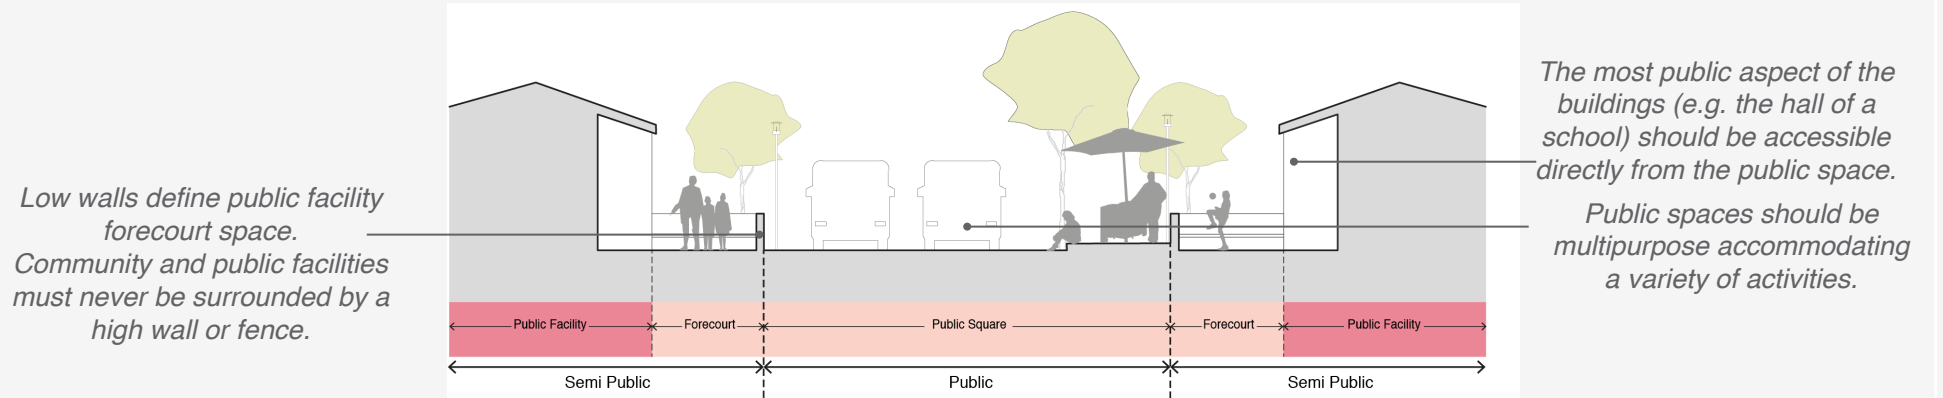 Low walls define public facility
forecourt space.
Community and public facilities
must never be surrounded by a
high wall or fence.
The most public aspect of the
buildings (e.g. the hall of a
school) should be accessible
directly from the public space.
Public spaces should be
multipurpose accommodating
a variety of activities.
Public Facility
Forecourt
Public Square
Forecourt
Public Facility
Semi Public
Public
Semi Public